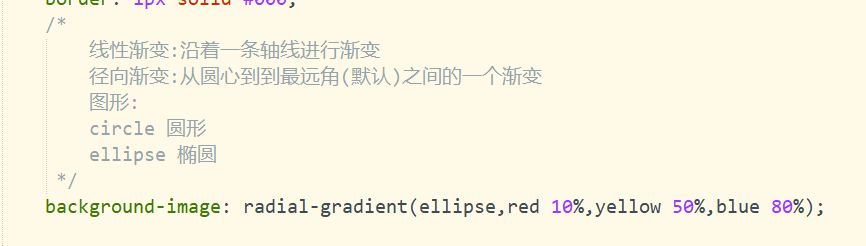 border: 1px solid #000;
/*
线性渐变:沿着一条轴线进行渐变
径向渐变:从圆心到到最远角(默认)之间的一个渐变
图形:
circle 圆形
ellipse 椭圆
*/
background-image: radial-gradient(ellipse,red 10%,yellow 50%,blue 80%);